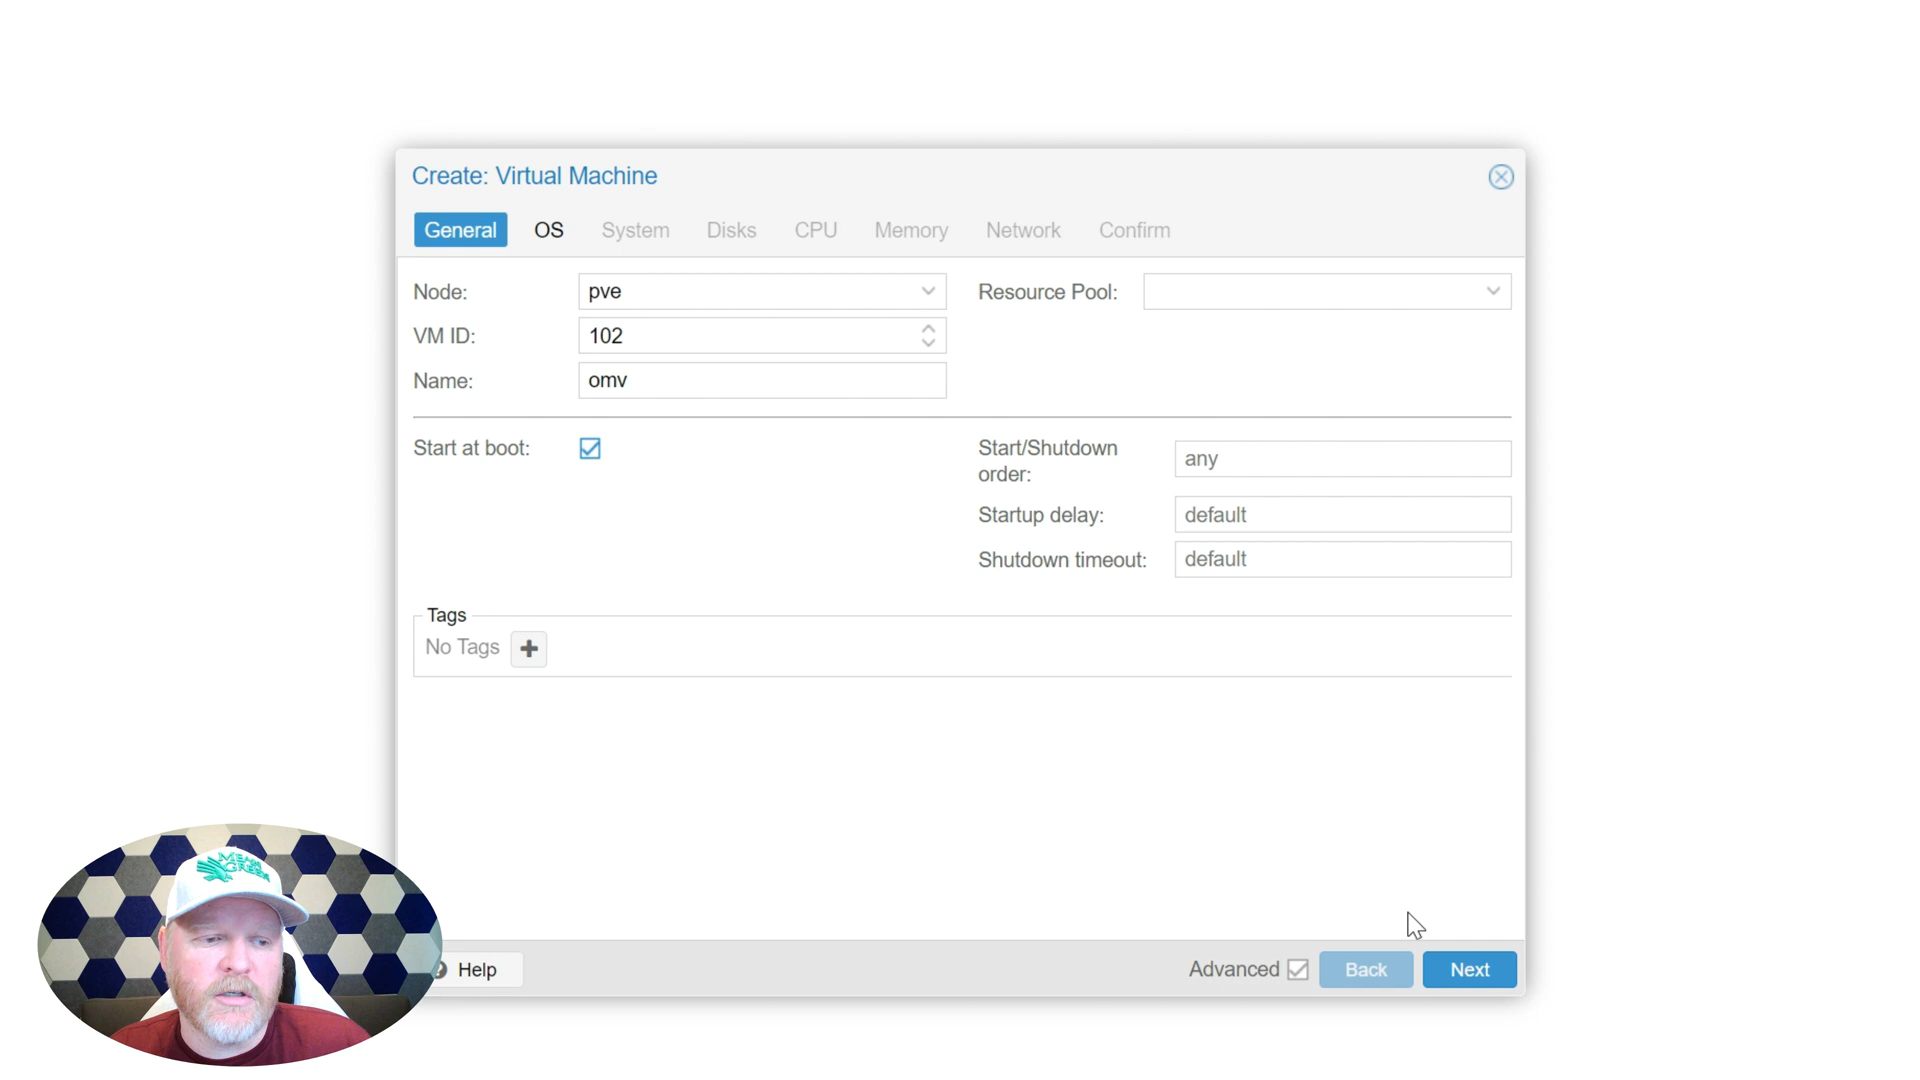 Create: Virtual Machine
General OS System Disks CPU Memory Network Confirm
Node: pve
Resource Pool:
VM ID: 102
Name: omv
Start at boot:
Start/Shutdown order: any
Startup delay: default
Shutdown timeout: default
Tags
No Tags
Help
Advanced Back Next
MEAN
GREEN